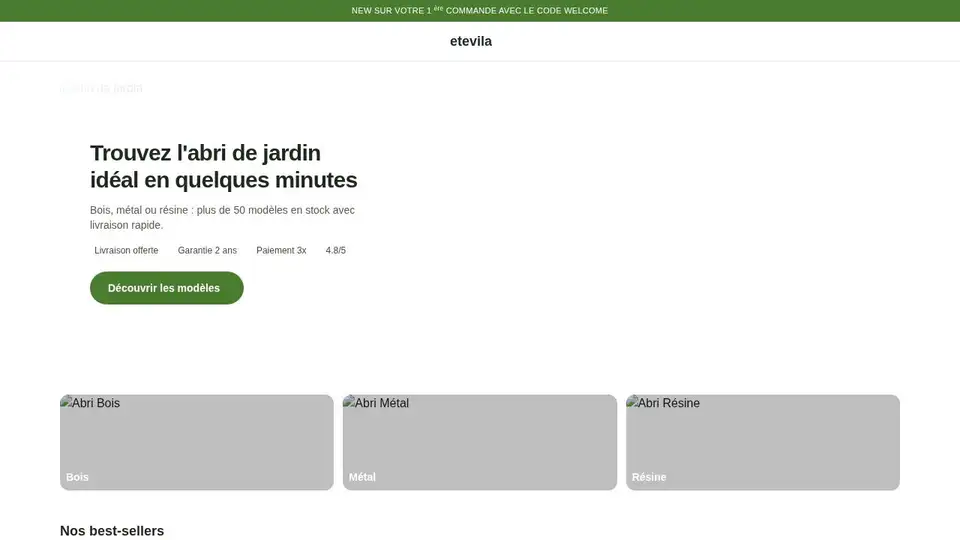 NEW SUR VOTRE 1 ère COMMANDE AVEC LE CODE WELCOME
etevila
Trouvez l'abri de jardin
idéal en quelques minutes
Bois, métal ou résine : plus de 50 modèles en stock avec
livraison rapide.
Livraison offerte Garantie 2 ans Paiement 3x 4.8/5
Découvrir les modèles
Abri Bois Abri Métal Abri Résine
Bois Métal Résine
Nos best-sellers